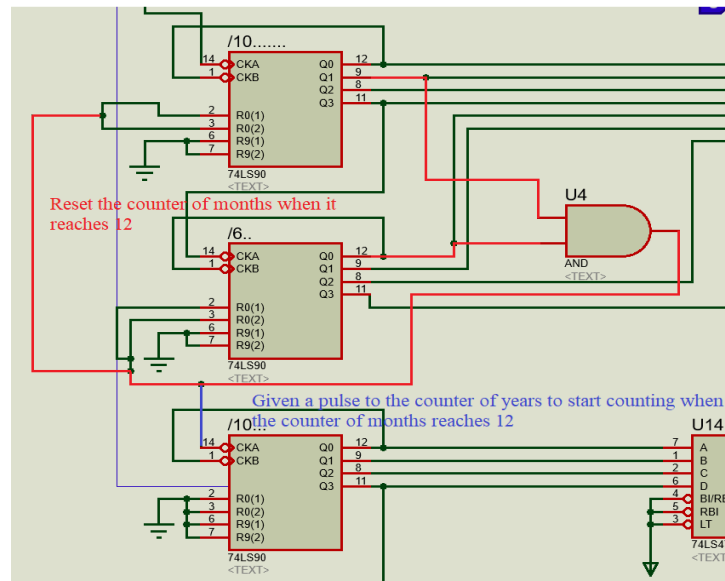 /10.......
14 CKA Q0 12
1 CKB Q1 9
Q2 8
Q3 11
2 R0(1)
3 R0(2)
6 R9(1)
7 R9(2)
74LS90
<TEXT>
Reset the counter of months when it
reaches 12
U4
AND
<TEXT>
/6..
14 CKA Q0 12
1 CKB Q1 9
Q2 8
Q3 11
2 R0(1)
3 R0(2)
6 R9(1)
7 R9(2)
74LS90
<TEXT>
Given a pulse to the counter of years to start counting when
the counter of months reaches 12
/10...
14 CKA Q0 12
1 CKB Q1 9
Q2 8
Q3 11
2 R0(1)
3 R0(2)
6 R9(1)
7 R9(2)
74LS90
<TEXT>
U14
7 A
1 B
2 C
6 D
4 BI/RB
5 RBI
3 LT
74LS4
<TEXT>